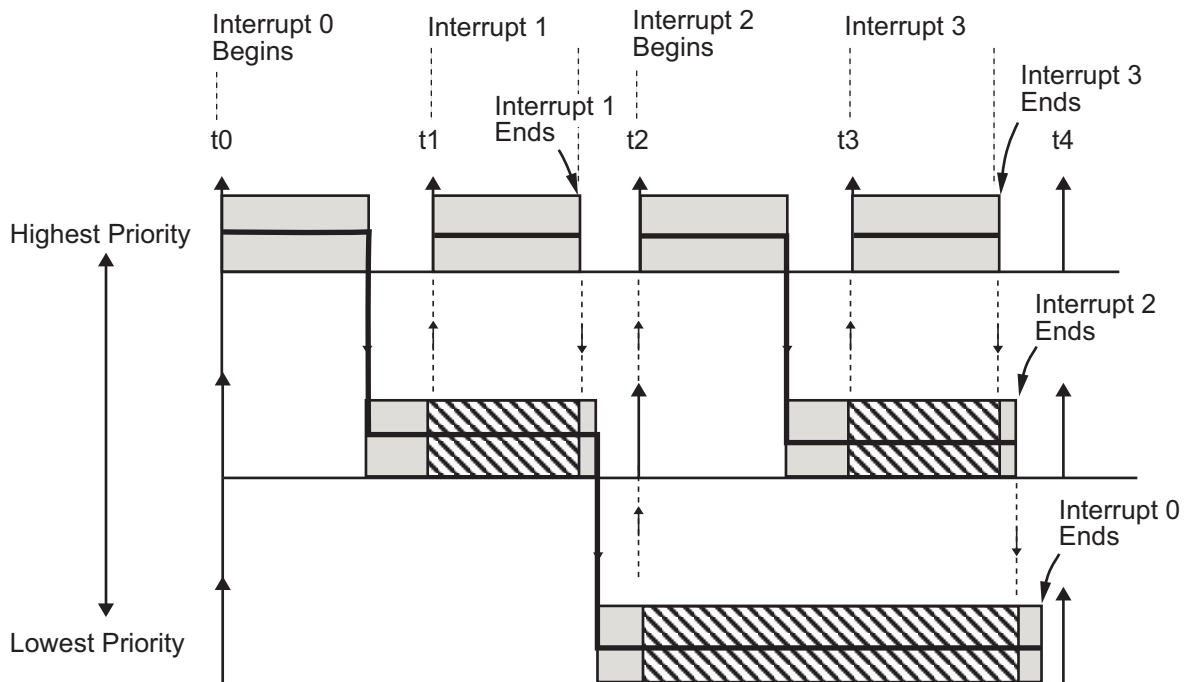 Interrupt 0
Begins
Interrupt 1
Interrupt 2
Begins
Interrupt 3
Interrupt 3
Ends
Interrupt 1
Ends
t0
t1
t2
t3
t4
Highest Priority
Interrupt 2
Ends
Interrupt 0
Ends
Lowest Priority